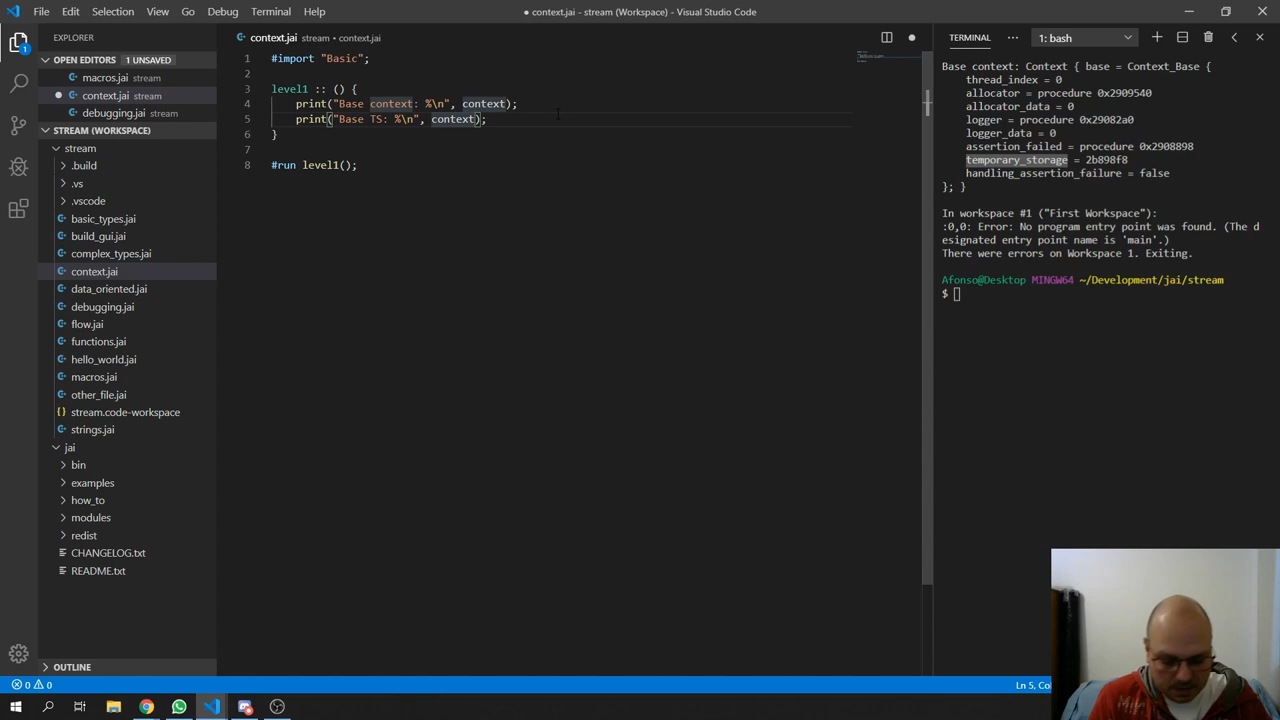 File Edit Selection View Go Debug Terminal Help
● context.jai - stream (Workspace) - Visual Studio Code
EXPLORER
OPEN EDITORS 1 UNSAVED
macros.jai stream
context.jai stream
debugging.jai stream
STREAM (WORKSPACE)
stream
.build
.vs
.vscode
basic_types.jai
build_gui.jai
complex_types.jai
context.jai
data_oriented.jai
debugging.jai
flow.jai
functions.jai
hello_world.jai
macros.jai
other_file.jai
stream.code-workspace
strings.jai
jai
bin
examples
how_to
modules
redist
CHANGELOG.txt
README.txt
OUTLINE
context.jai stream • context.jai
1 #import "Basic";
2
3 level1 :: () {
4 print("Base context: %\n", context);
5 print("Base TS: %\n", context);
6 }
7
8 #run level1();
TERMINAL ··· 1: bash
Base context: Context { base = Context_Base {
thread_index = 0
allocator = procedure 0x2909540
allocator_data = 0
logger = procedure 0x29082a0
logger_data = 0
assertion_failed = procedure 0x2908898
temporary_storage = 2b898f8
handling_assertion_failure = false
}; }
In workspace #1 ("First Workspace"):
:0,0: Error: No program entry point was found. (The d
esignated entry point name is 'main'.)
There were errors on Workspace 1. Exiting.
Afonso@Desktop MINGW64 ~/Development/jai/stream
$
0 0
Ln 5,